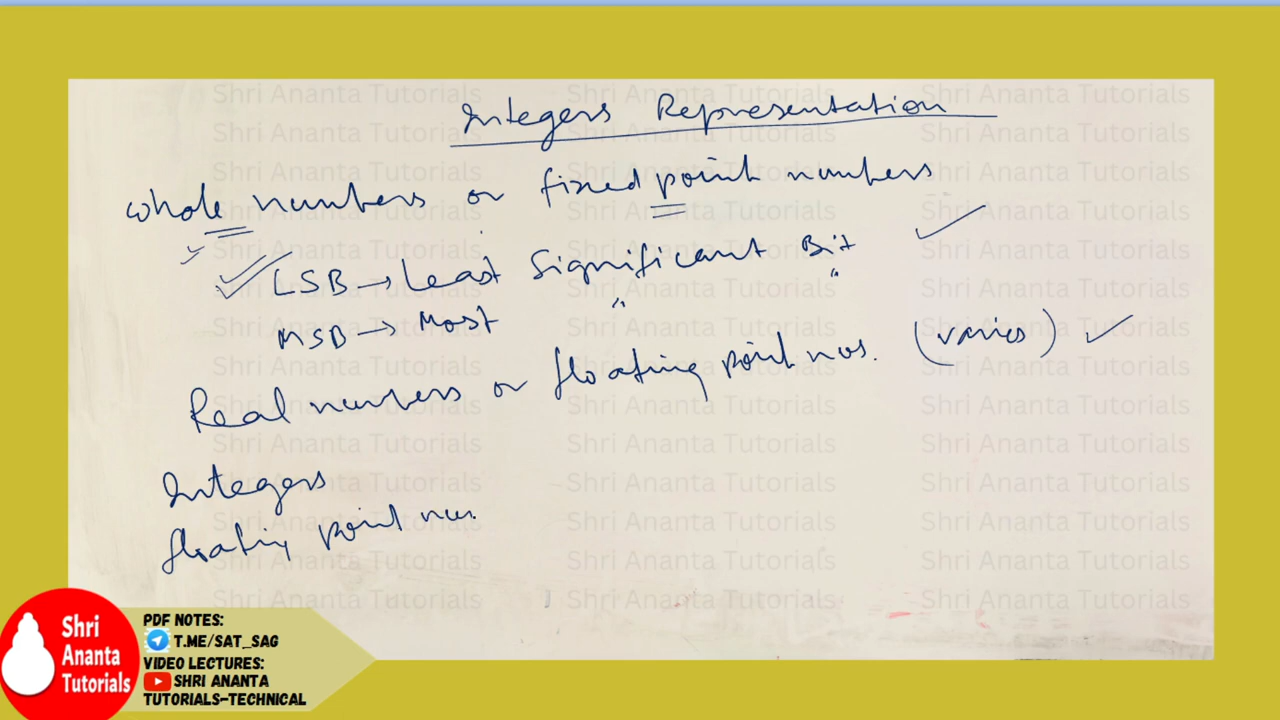 Integers Representation
Whole numbers or fixed point numbers
LSB → Least Significant Bit
MSB → Most " "
Real numbers or floating point nos. (varies)
Integers
floating point nos.
Shri
Ananta
Tutorials
PDF NOTES:
T.ME/SAT_SAG
VIDEO LECTURES:
SHRI ANANTA
TUTORIALS-TECHNICAL